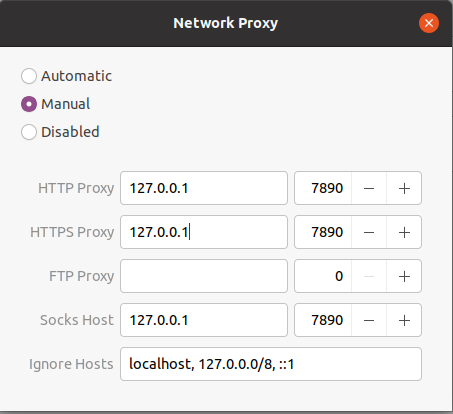 Network Proxy
Automatic
Manual
Disabled
HTTP Proxy 127.0.0.1 7890 − +
HTTPS Proxy 127.0.0.1 7890 − +
FTP Proxy 0 − +
Socks Host 127.0.0.1 7890 − +
Ignore Hosts localhost, 127.0.0.0/8, ::1